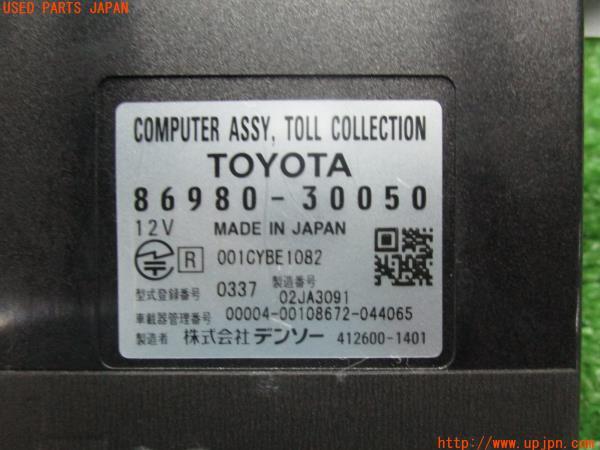 USED PARTS JAPAN
COMPUTER ASSY, TOLL COLLECTION
TOYOTA
86980-30050
12V MADE IN JAPAN
R 001CYBE1082
型式登録番号 0337 製造番号 02JA3091
車載器管理番号 00004-00108672-044065
製造者 株式会社デンソー 412600-1401
http://www.upjpn.com/